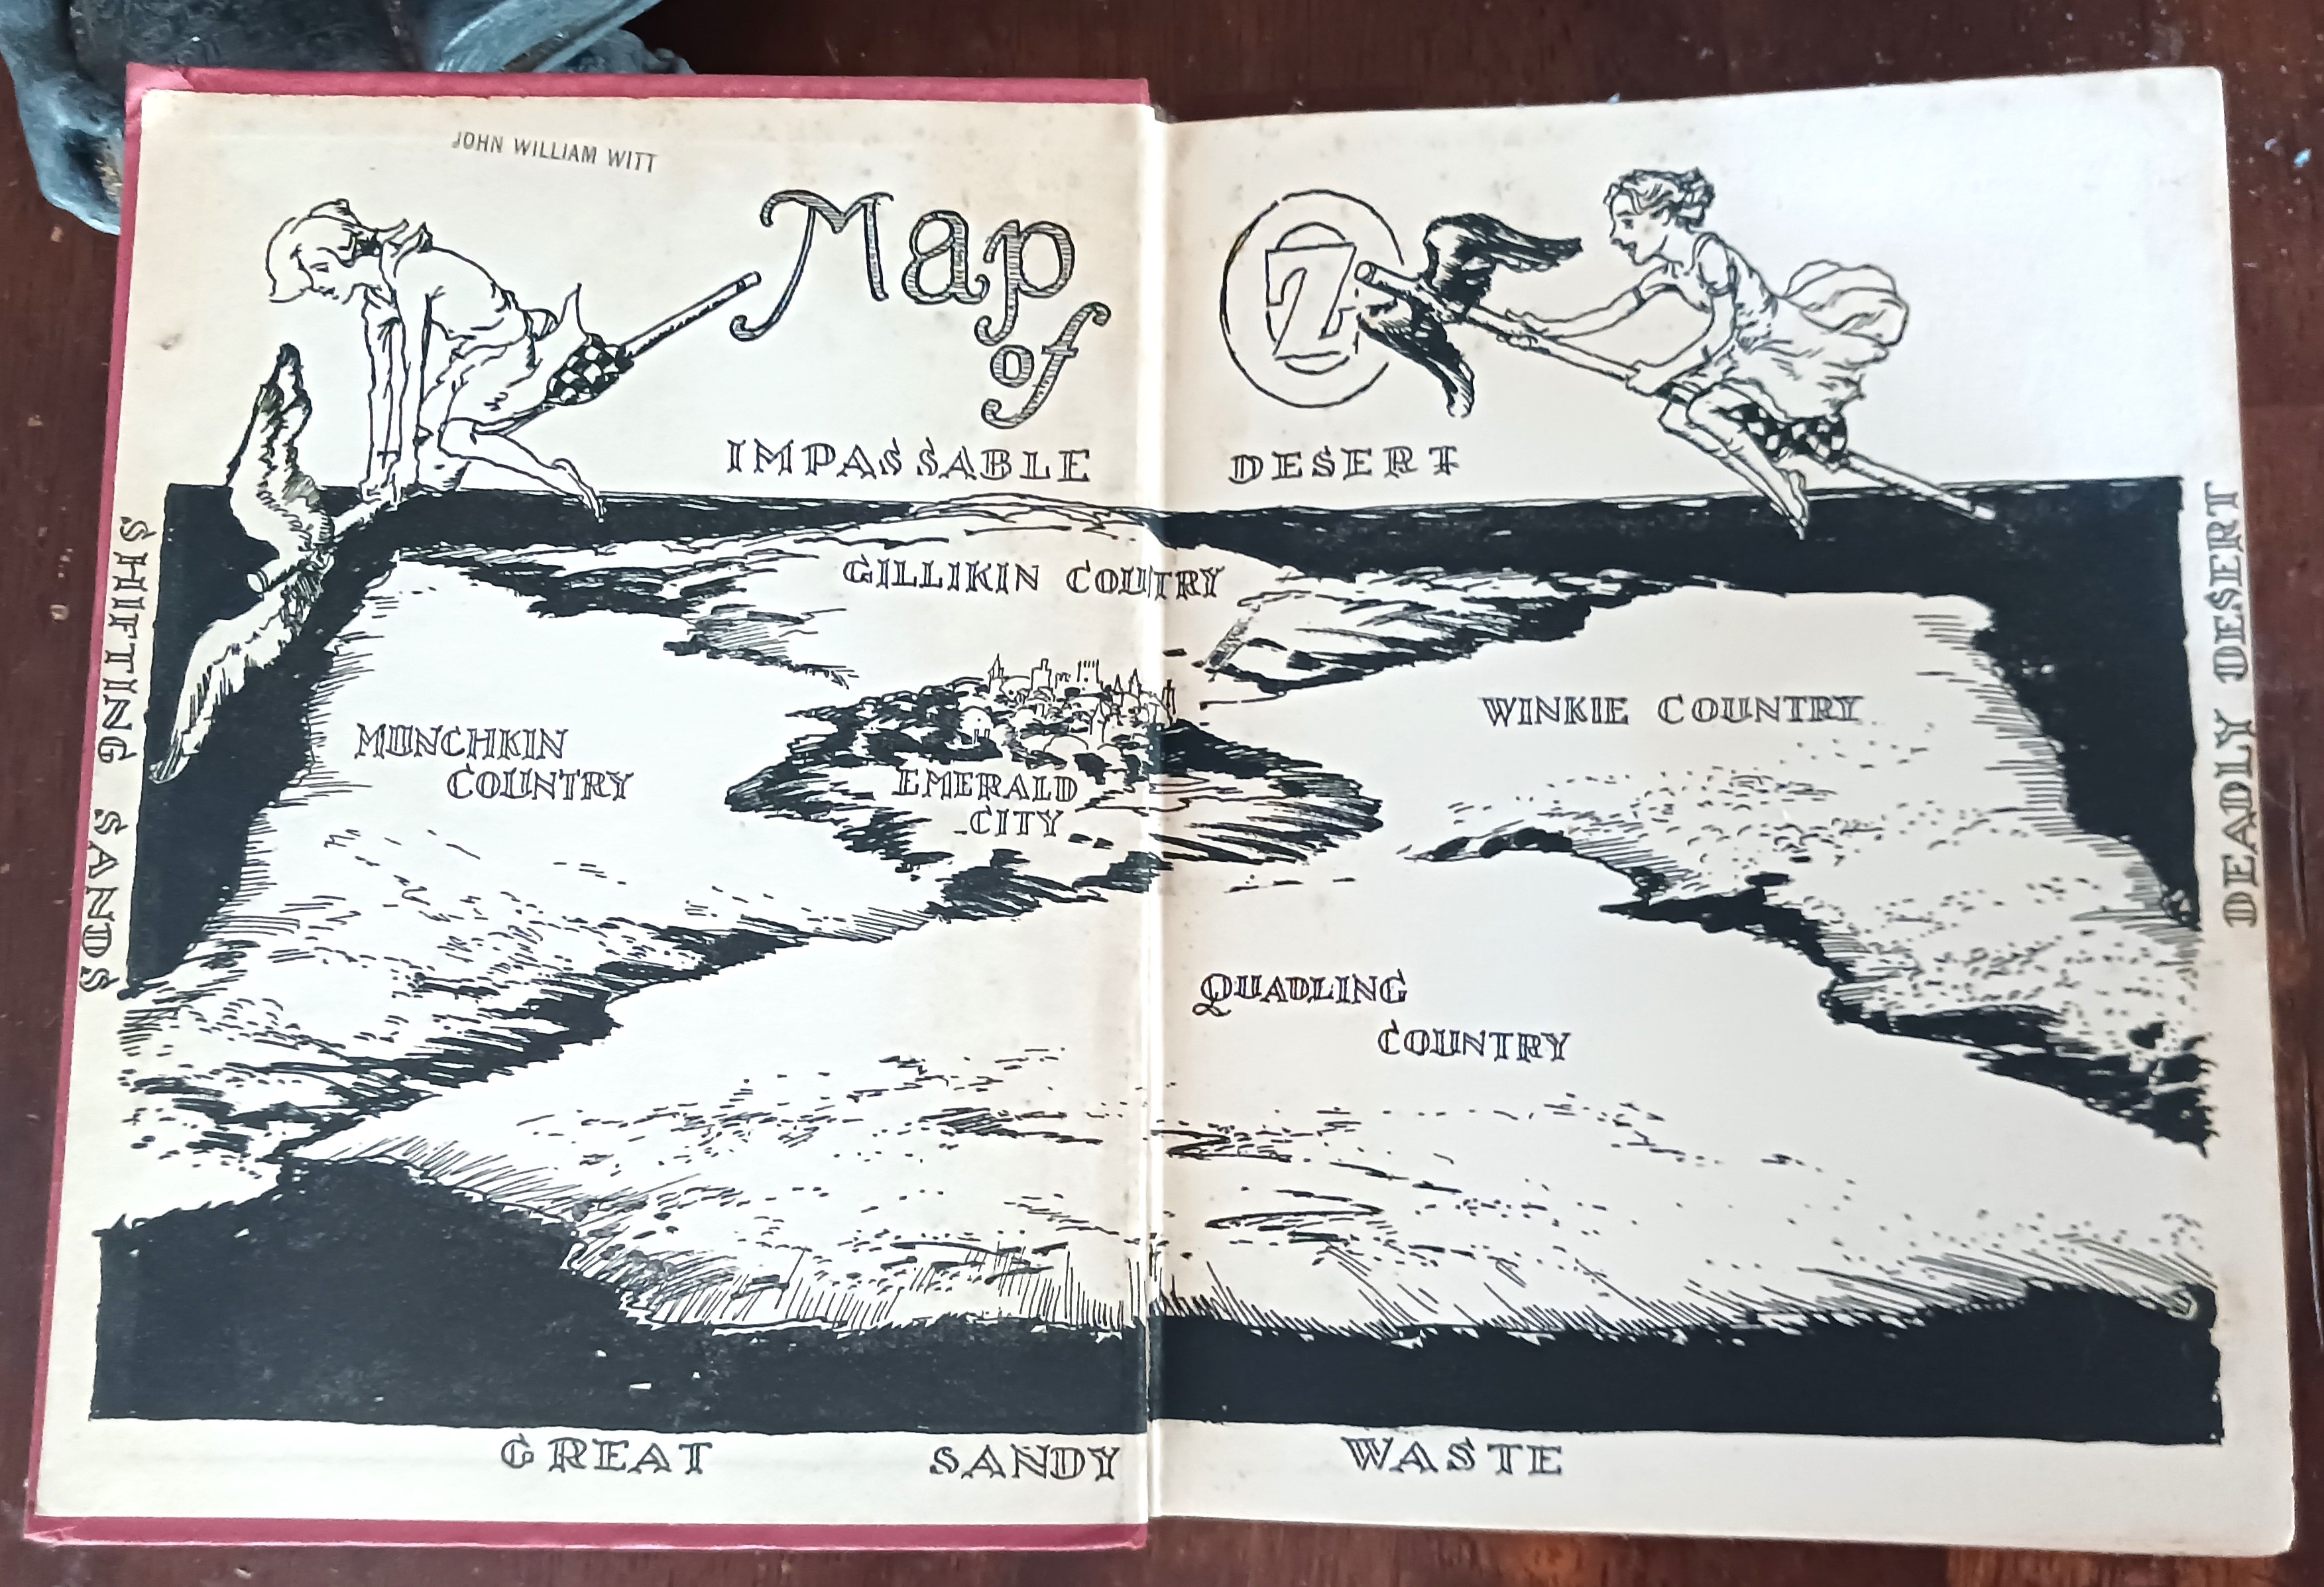 JOHN WILLIAM WITT
Map
of
OZ
IMPASSABLE DESERT
SHIFTING SANDS
DEADLY DESERT
GILLIKIN COUTRY
MUNCHKIN
COUNTRY
EMERALD
CITY
WINKIE COUNTRY
QUADLING
COUNTRY
GREAT SANDY WASTE